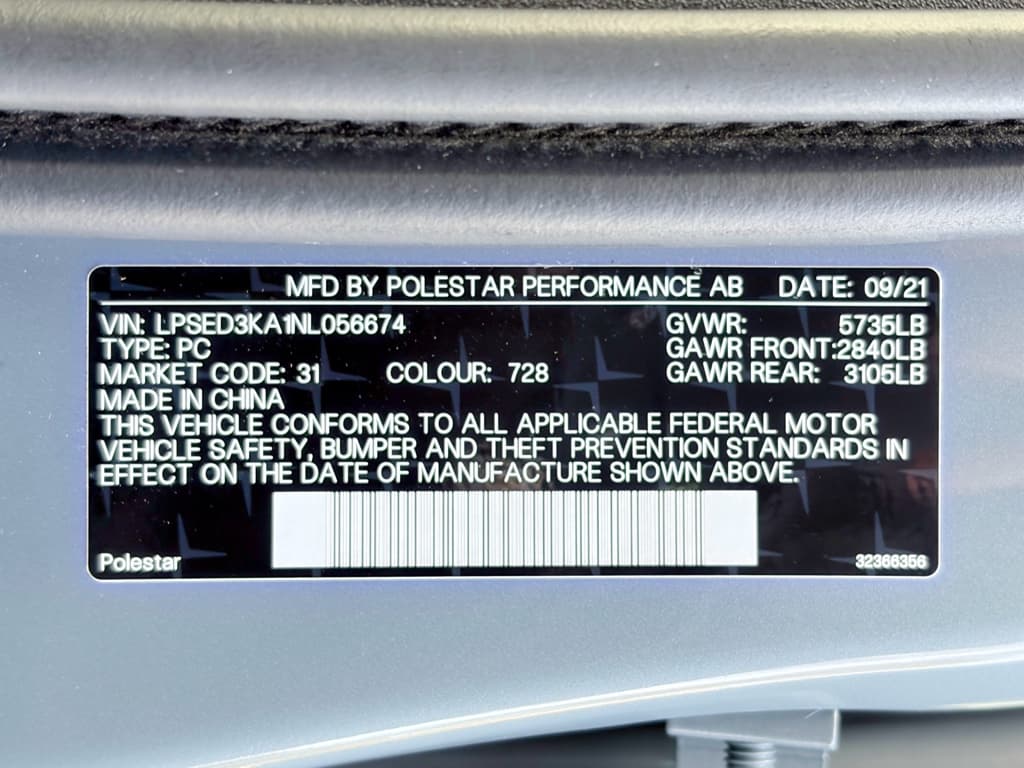 MFD BY POLESTAR PERFORMANCE AB DATE: 09/21
VIN: LPSED3KA1NL056674 GVWR: 5735LB
TYPE: PC GAWR FRONT:2840LB
MARKET CODE: 31 COLOUR: 728 GAWR REAR: 3105LB
MADE IN CHINA
THIS VEHICLE CONFORMS TO ALL APPLICABLE FEDERAL MOTOR
VEHICLE SAFETY, BUMPER AND THEFT PREVENTION STANDARDS IN
EFFECT ON THE DATE OF MANUFACTURE SHOWN ABOVE.
Polestar 32366356